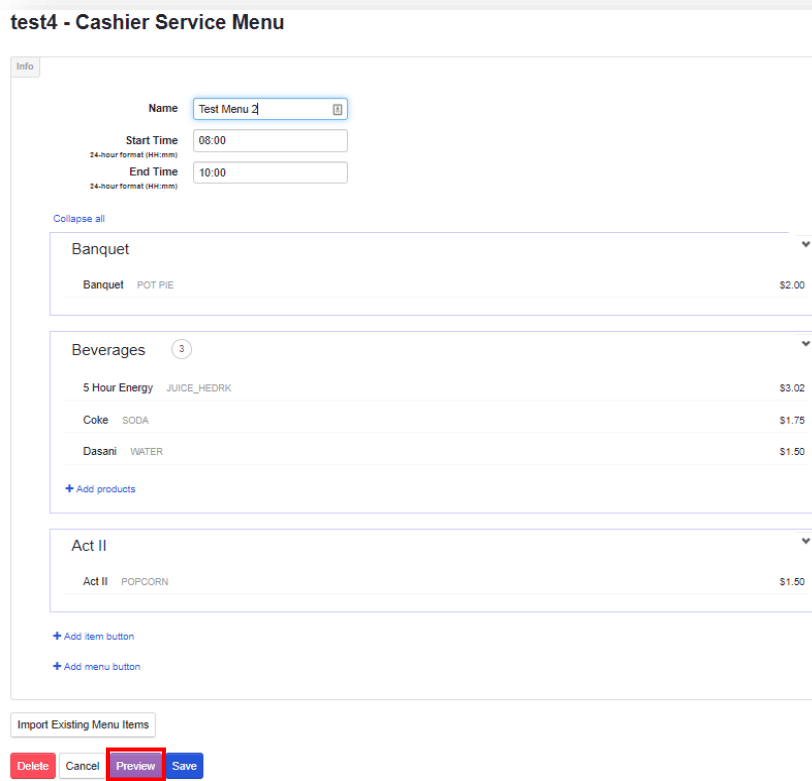 test4 - Cashier Service Menu
Info
Name Test Menu 2
Start Time 08:00
24-hour format (HH:mm)
End Time 10:00
24-hour format (HH:mm)
Collapse all
Banquet
Banquet POT PIE $2.00
Beverages 3
5 Hour Energy JUICE_HEDRK $3.02
Coke SODA $1.75
Dasani WATER $1.50
+ Add products
Act II
Act II POPCORN $1.50
+ Add item button
+ Add menu button
Import Existing Menu Items
Delete Cancel Preview Save